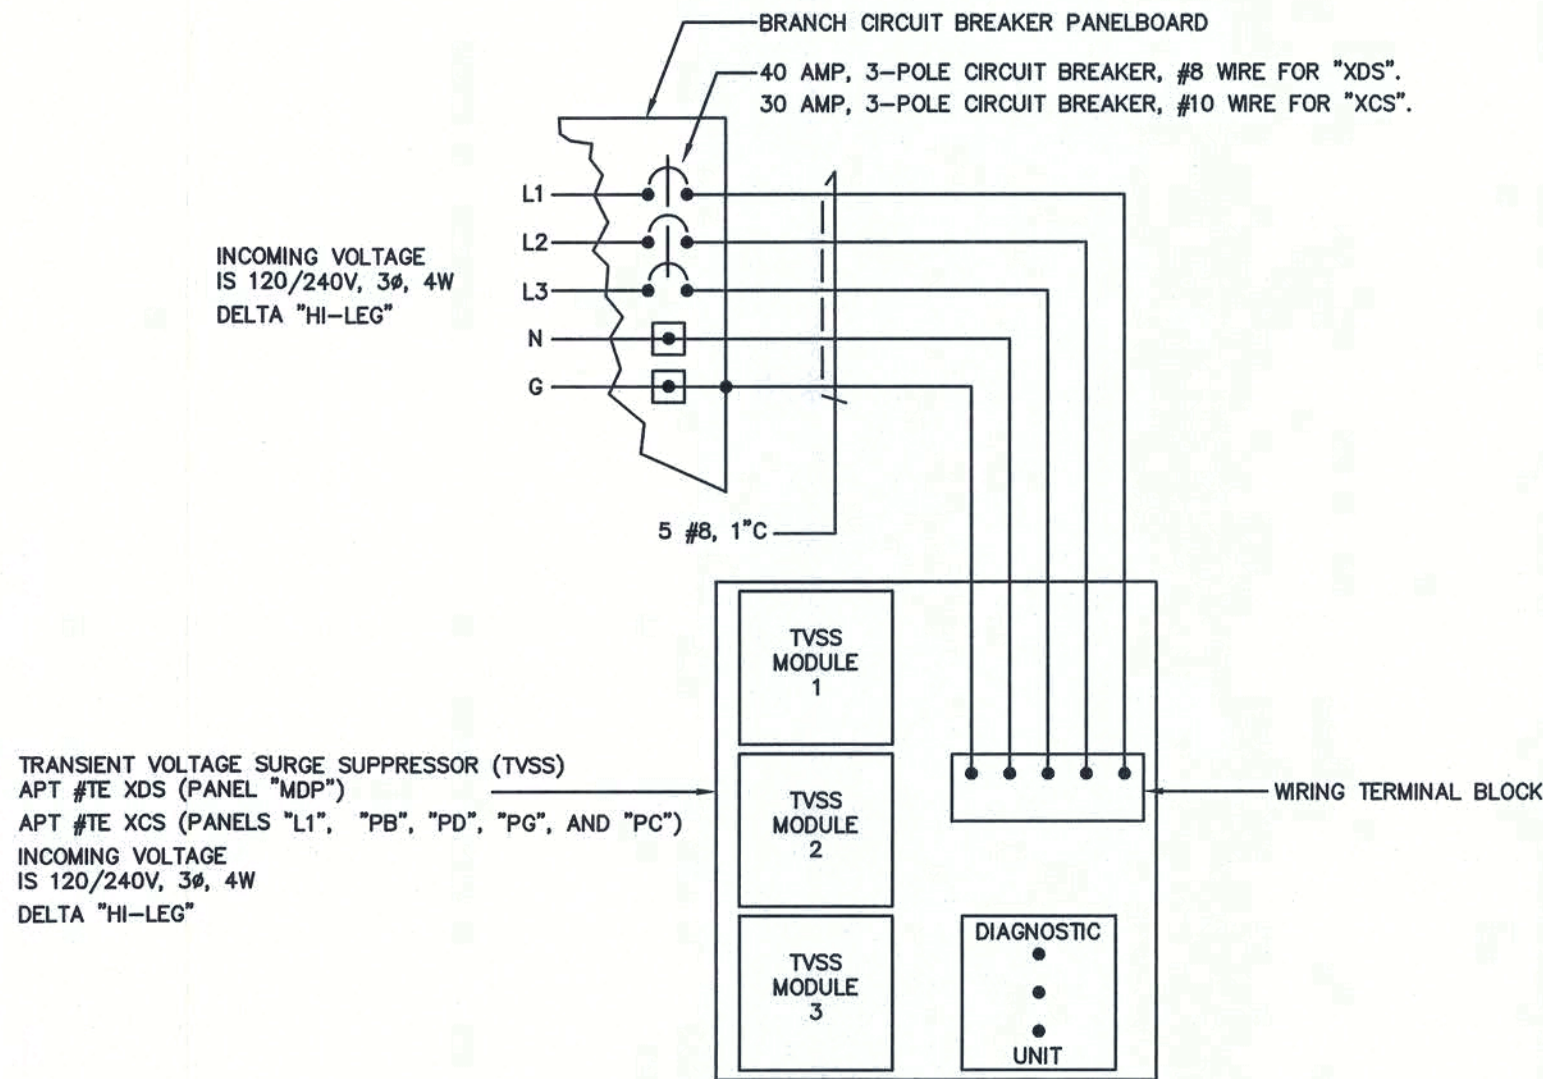 BRANCH CIRCUIT BREAKER PANELBOARD
40 AMP, 3-POLE CIRCUIT BREAKER, #8 WIRE FOR "XDS".
30 AMP, 3-POLE CIRCUIT BREAKER, #10 WIRE FOR "XCS".
L1
L2
L3
N
G
INCOMING VOLTAGE
IS 120/240V, 3ø, 4W
DELTA "HI-LEG"
5 #8, 1"C
TVSS
MODULE
1
TRANSIENT VOLTAGE SURGE SUPPRESSOR (TVSS)
APT #TE XDS (PANEL "MDP")
APT #TE XCS (PANELS "L1", "PB", "PD", "PG", AND "PC")
INCOMING VOLTAGE
IS 120/240V, 3ø, 4W
DELTA "HI-LEG"
TVSS
MODULE
2
WIRING TERMINAL BLOCK
TVSS
MODULE
3
DIAGNOSTIC
UNIT